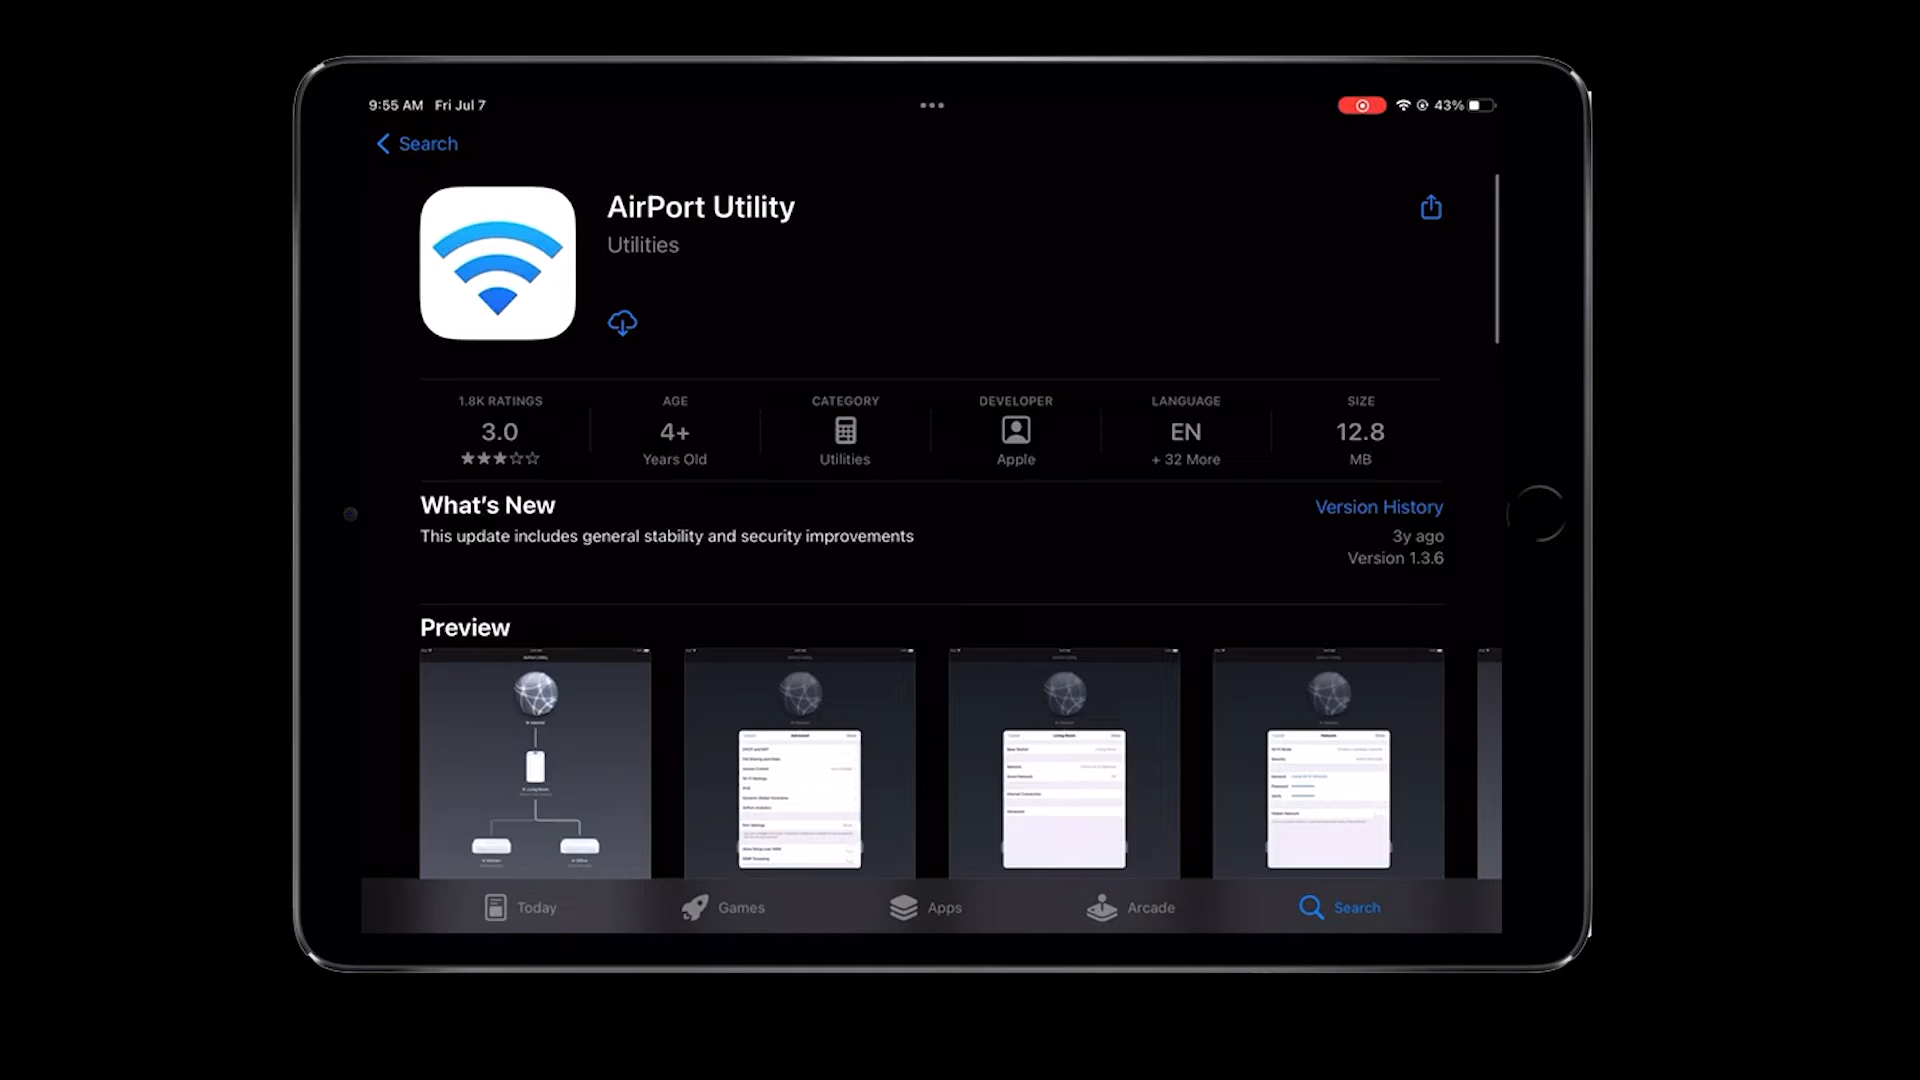 9:55 AM Fri Jul 7
43%
Search
AirPort Utility
Utilities
1.8K RATINGS
3.0
AGE
4+
Years Old
CATEGORY
Utilities
DEVELOPER
Apple
LANGUAGE
EN
+ 32 More
SIZE
12.8
MB
What's New
Version History
This update includes general stability and security improvements
3y ago
Version 1.3.6
Preview
Today
Games
Apps
Arcade
Search